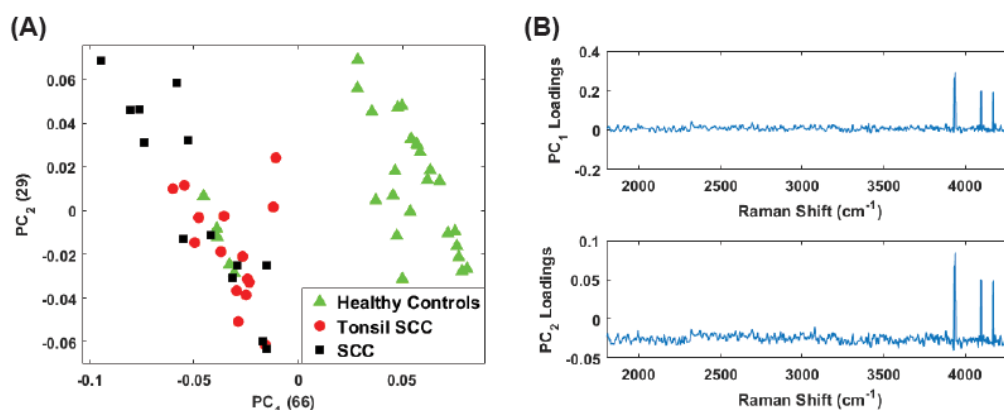 (A)
0.06
0.04
0.02
0
-0.02
-0.04
-0.06
PC2 (29)
Healthy Controls
Tonsil SCC
SCC
-0.1
-0.05
0
0.05
PC1 (66)
(B)
0.4
0.2
0
-0.2
PC1 Loadings
2000
2500
3000
3500
4000
Raman Shift (cm-1)
0.1
0.05
0
-0.05
PC2 Loadings
2000
2500
3000
3500
4000
Raman Shift (cm-1)